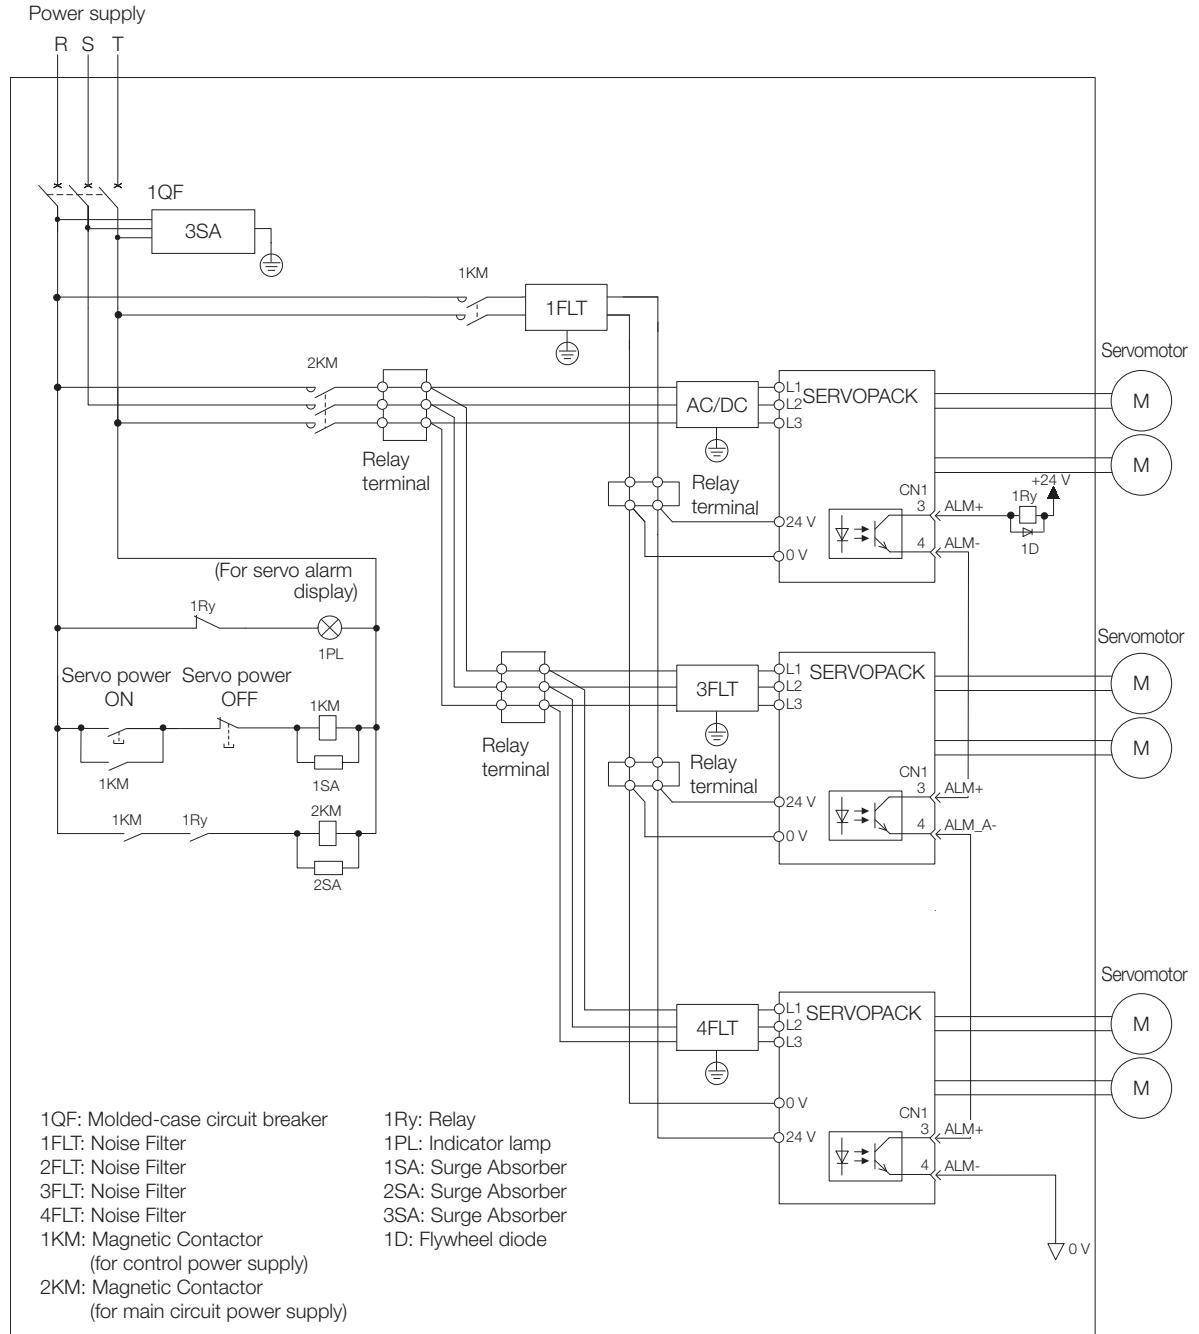 Power supply
R S T
1QF
3SA
1KM
1FLT
2KM
Servomotor
AC/DC
L1
L2
L3
SERVOPACK
M
Relay
terminal
M
Relay
terminal
+24 V
CN1
1Ry
3
ALM+
24 V
4
ALM-
1D
0 V
(For servo alarm
display)
1Ry
1PL
Servomotor
Servo power
ON
Servo power
OFF
3FLT
L1
L2
L3
SERVOPACK
M
1KM
1SA
1KM
Relay
terminal
M
Relay
terminal
CN1
3
ALM+
24 V
1KM
1Ry
2KM
4
ALM_A-
0 V
2SA
Servomotor
4FLT
L1
L2
L3
SERVOPACK
M
M
0 V
CN1
3
ALM+
24 V
4
ALM-
0 V
1QF: Molded-case circuit breaker
1FLT: Noise Filter
2FLT: Noise Filter
3FLT: Noise Filter
4FLT: Noise Filter
1KM: Magnetic Contactor
(for control power supply)
2KM: Magnetic Contactor
(for main circuit power supply)
1Ry: Relay
1PL: Indicator lamp
1SA: Surge Absorber
2SA: Surge Absorber
3SA: Surge Absorber
1D: Flywheel diode